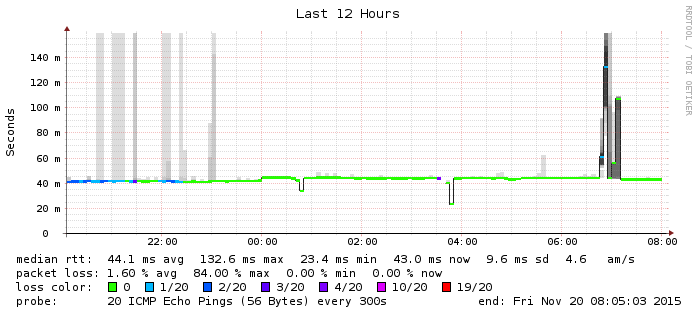 Last 12 Hours
RRDTOOL / TOBI OETIKER
Seconds
140 m
120 m
100 m
80 m
60 m
40 m
20 m
0
22:00 00:00 02:00 04:00 06:00 08:00
median rtt: 44.1 ms avg 132.6 ms max 23.4 ms min 43.0 ms now 9.6 ms sd 4.6 am/s
packet loss: 1.60 % avg 84.00 % max 0.00 % min 0.00 % now
loss color: 0 1/20 2/20 3/20 4/20 10/20 19/20
probe: 20 ICMP Echo Pings (56 Bytes) every 300s end: Fri Nov 20 08:05:03 2015